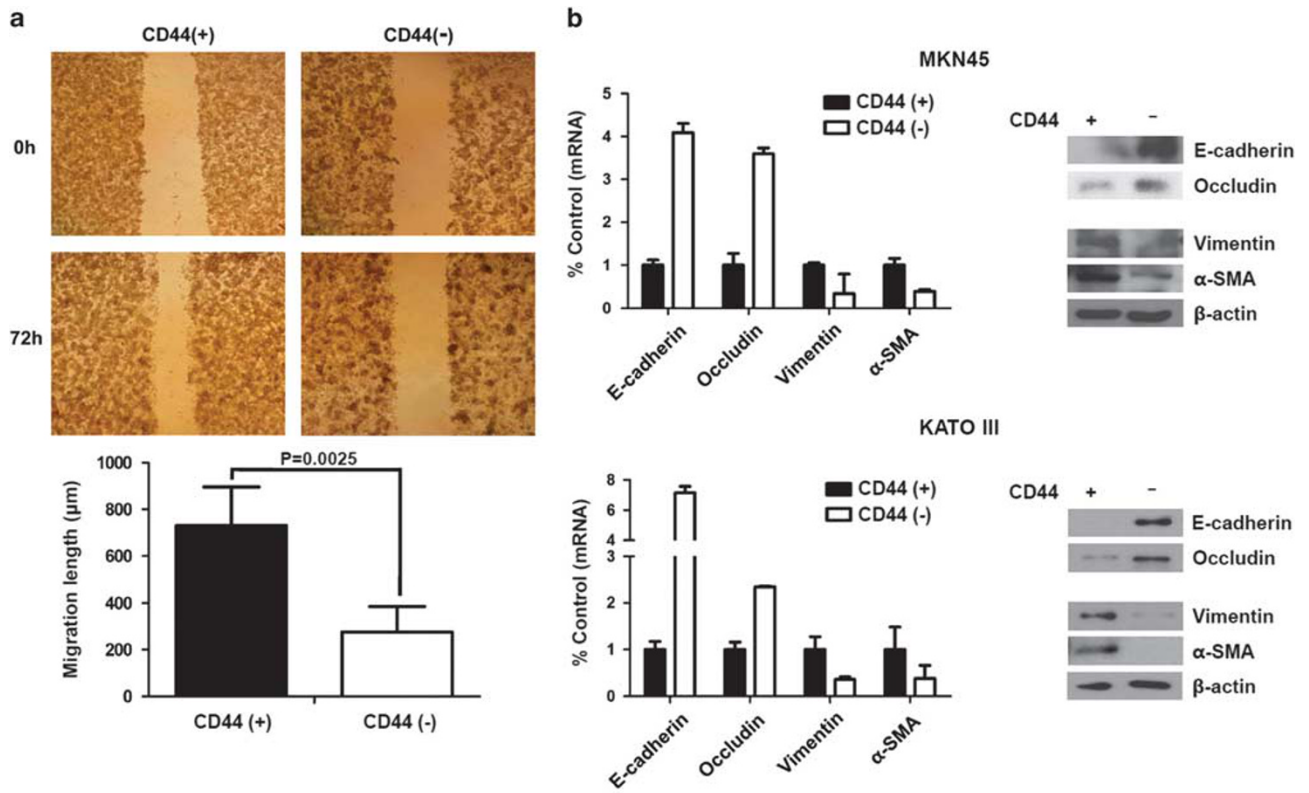 a
CD44(+) CD44(-)
0h
72h
1000
800
600
400
200
0
Migration length (μm)
P=0.0025
CD44 (+) CD44 (-)
b
MKN45
5
4
3
2
1
0
% Control (mRNA)
CD44 (+)
CD44 (-)
E-cadherin
Occludin
Vimentin
α-SMA
CD44 + -
E-cadherin
Occludin
Vimentin
α-SMA
β-actin
KATO III
8
6
4
3
2
1
0
% Control (mRNA)
CD44 (+)
CD44 (-)
E-cadherin
Occludin
Vimentin
α-SMA
CD44 + -
E-cadherin
Occludin
Vimentin
α-SMA
β-actin